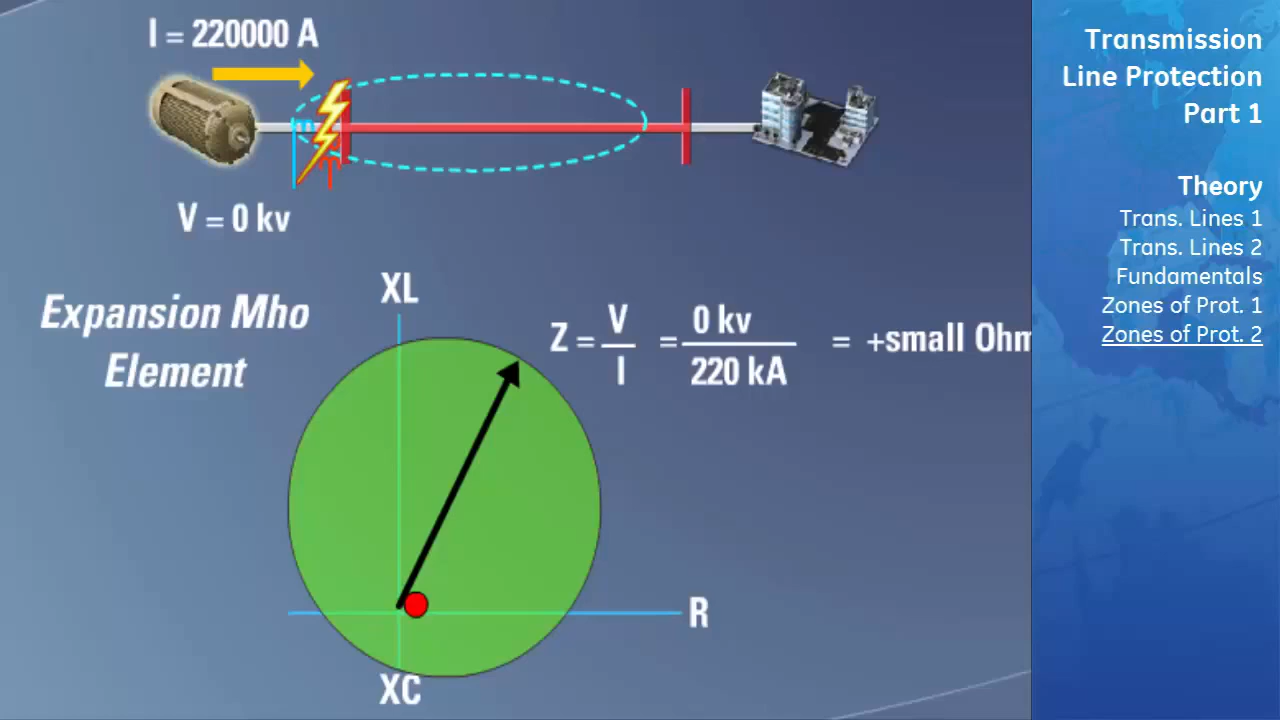 I = 220000 A
V = 0 kv
Expansion Mho
Element
XL
Z = V / I = 0 kv / 220 kA = +small Ohm
R
XC
Transmission
Line Protection
Part 1
Theory
Trans. Lines 1
Trans. Lines 2
Fundamentals
Zones of Prot. 1
Zones of Prot. 2